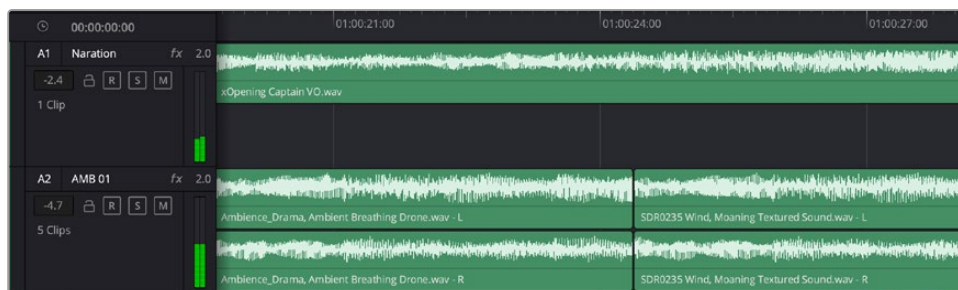 00:00:00:00 01:00:21:00 01:00:24:00 01:00:27:00
A1 Naration fx 2.0
-2.4 R S M
xOpening Captain VO.wav
1 Clip
A2 AMB 01 fx 2.0
-4.7 R S M
Ambience_Drama, Ambient Breathing Drone.wav - L SDR0235 Wind, Moaning Textured Sound.wav - L
5 Clips
Ambience_Drama, Ambient Breathing Drone.wav - R SDR0235 Wind, Moaning Textured Sound.wav - R